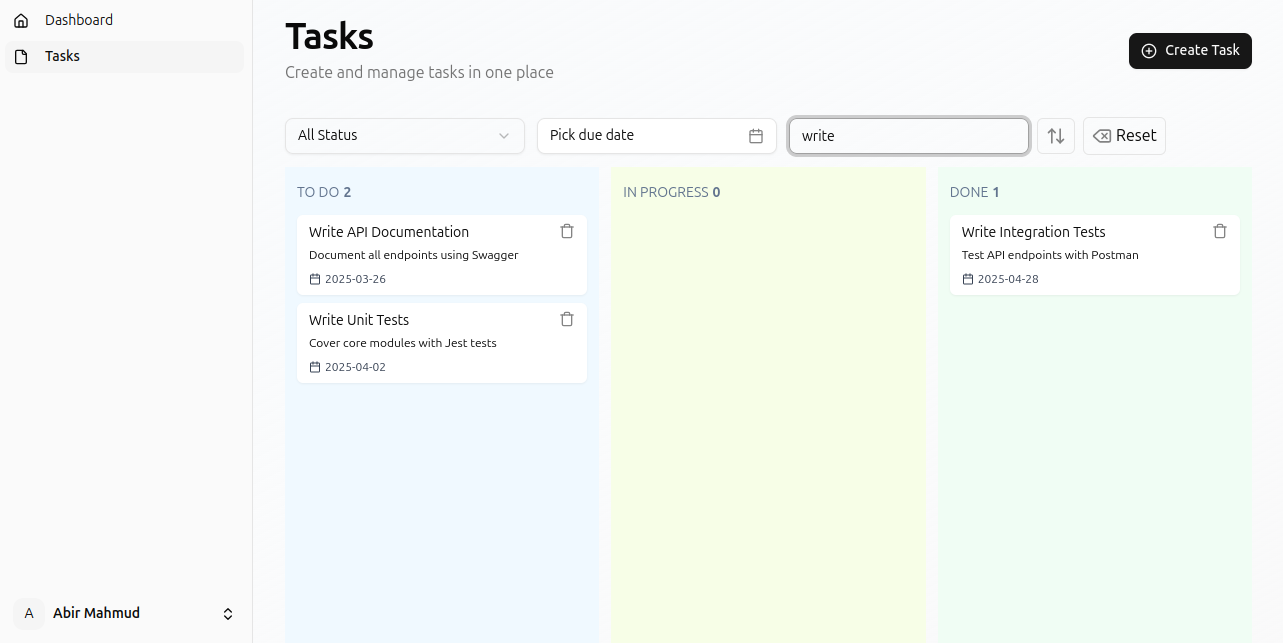 Dashboard
Tasks
Tasks
Create and manage tasks in one place
Create Task
All Status
Pick due date
write
Reset
TO DO 2
Write API Documentation
Document all endpoints using Swagger
2025-03-26
Write Unit Tests
Cover core modules with Jest tests
2025-04-02
IN PROGRESS 0
DONE 1
Write Integration Tests
Test API endpoints with Postman
2025-04-28
A Abir Mahmud